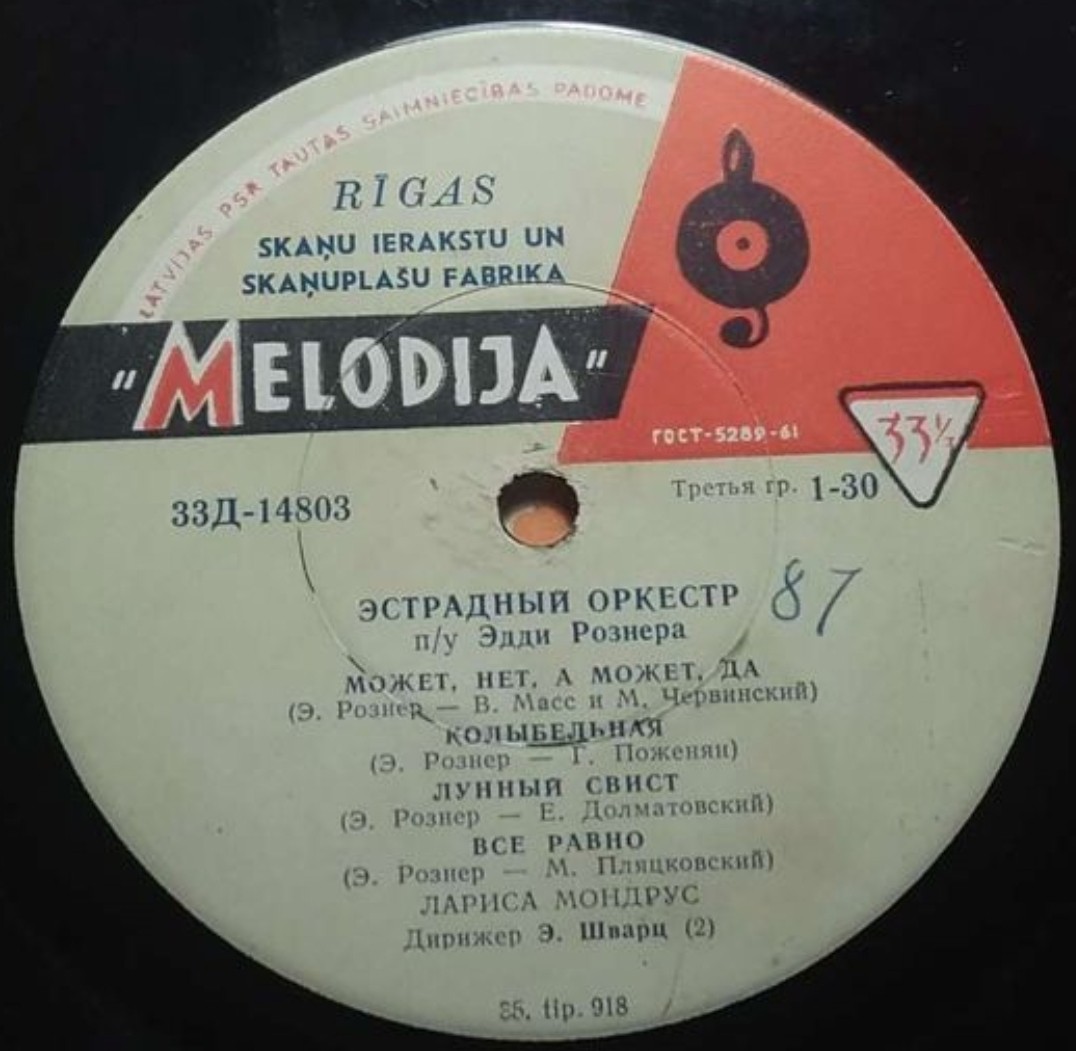 LATVIJAS PSR TAUTAS SAIMNIECĪBAS PADOME
RĪGAS
SKAŅU IERAKSTU UN
SKAŅUPLAŠU FABRIKA
"MELODIJA"
ГОСТ-5289-61
33⅓
33Д-14803
Третья гр. 1-30
87
ЭСТРАДНЫЙ ОРКЕСТР
п/у Эдди Рознера
МОЖЕТ, НЕТ, А МОЖЕТ, ДА
(Э. Рознер — В. Масс и М. Червинский)
КОЛЫБЕЛЬНАЯ
(Э. Рознер — Г. Поженян)
ЛУННЫЙ СВИСТ
(Э. Рознер — Е. Долматовский)
ВСЕ РАВНО
(Э. Рознер — М. Пляцковский)
ЛАРИСА МОНДРУС
Дирижер Э. Шварц (2)
35. tip. 918